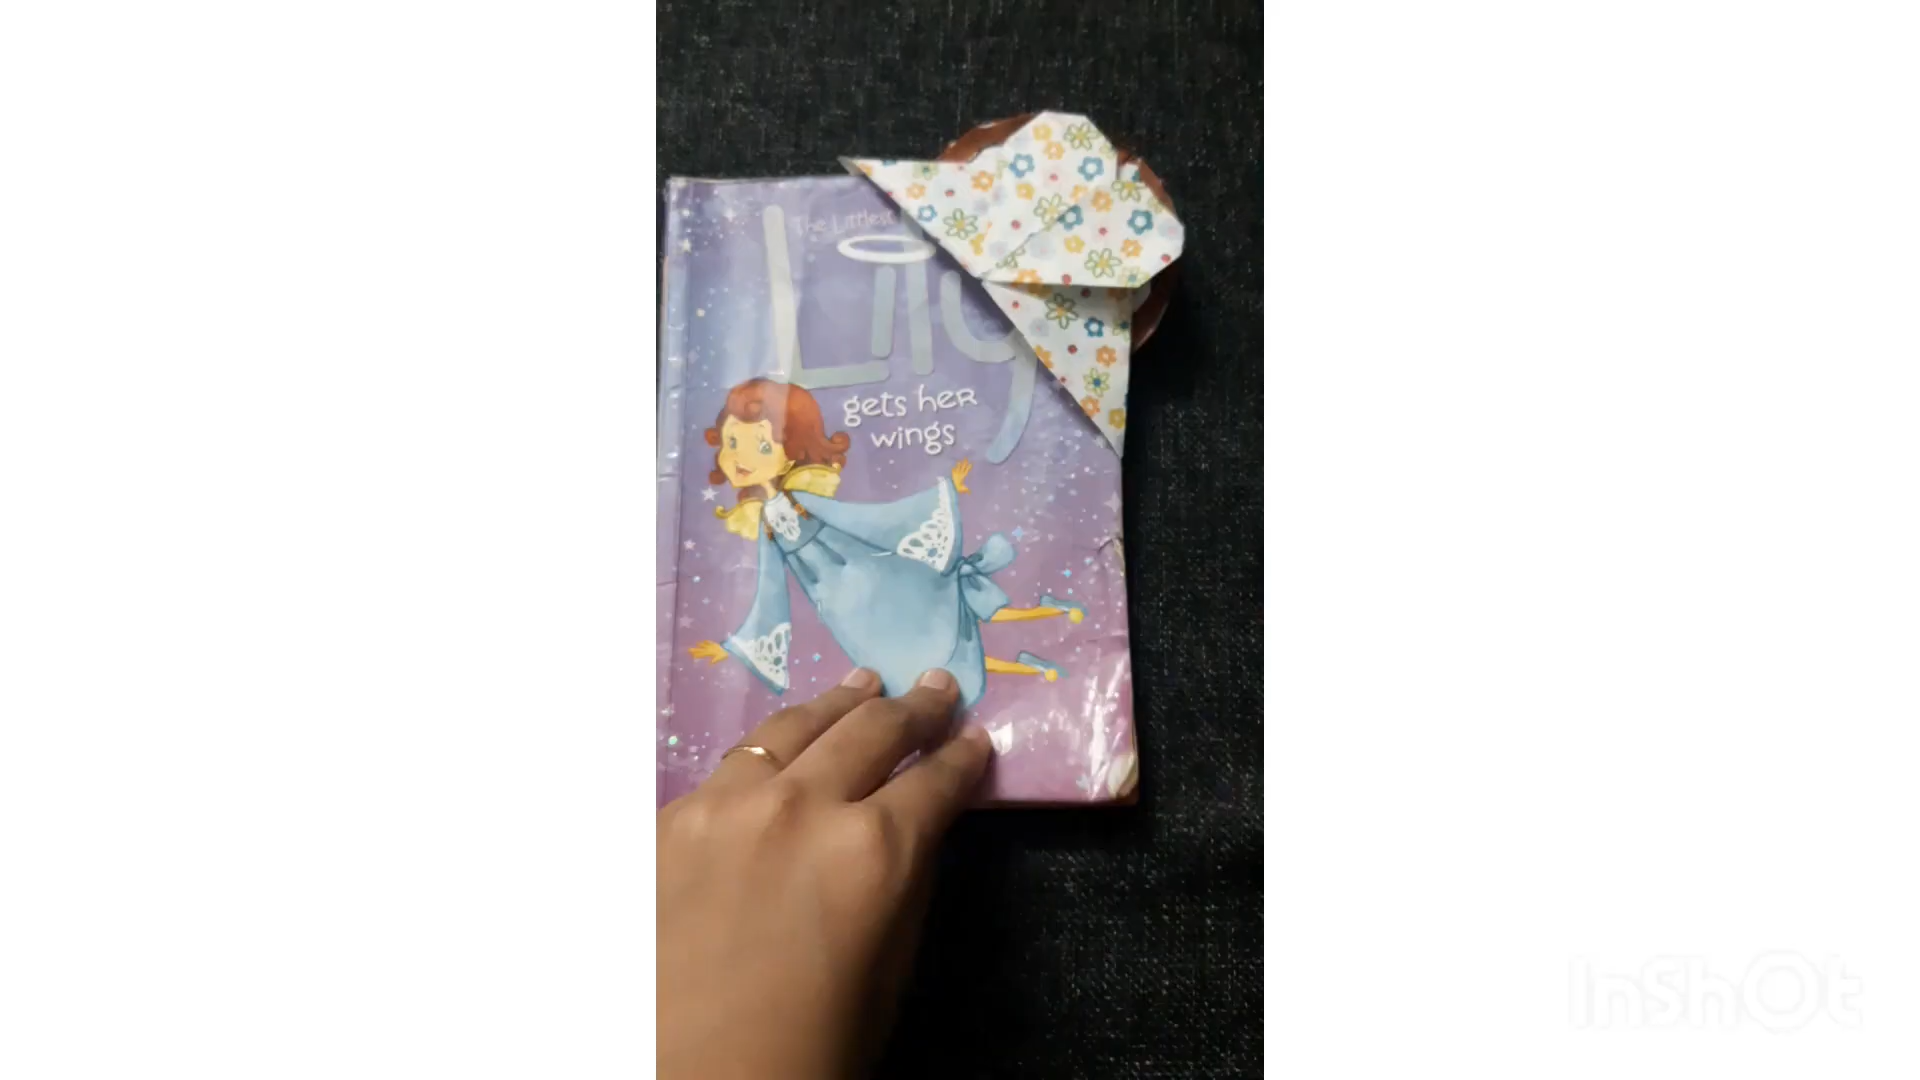 The Littlest
Lily
gets her
wings
InShOt